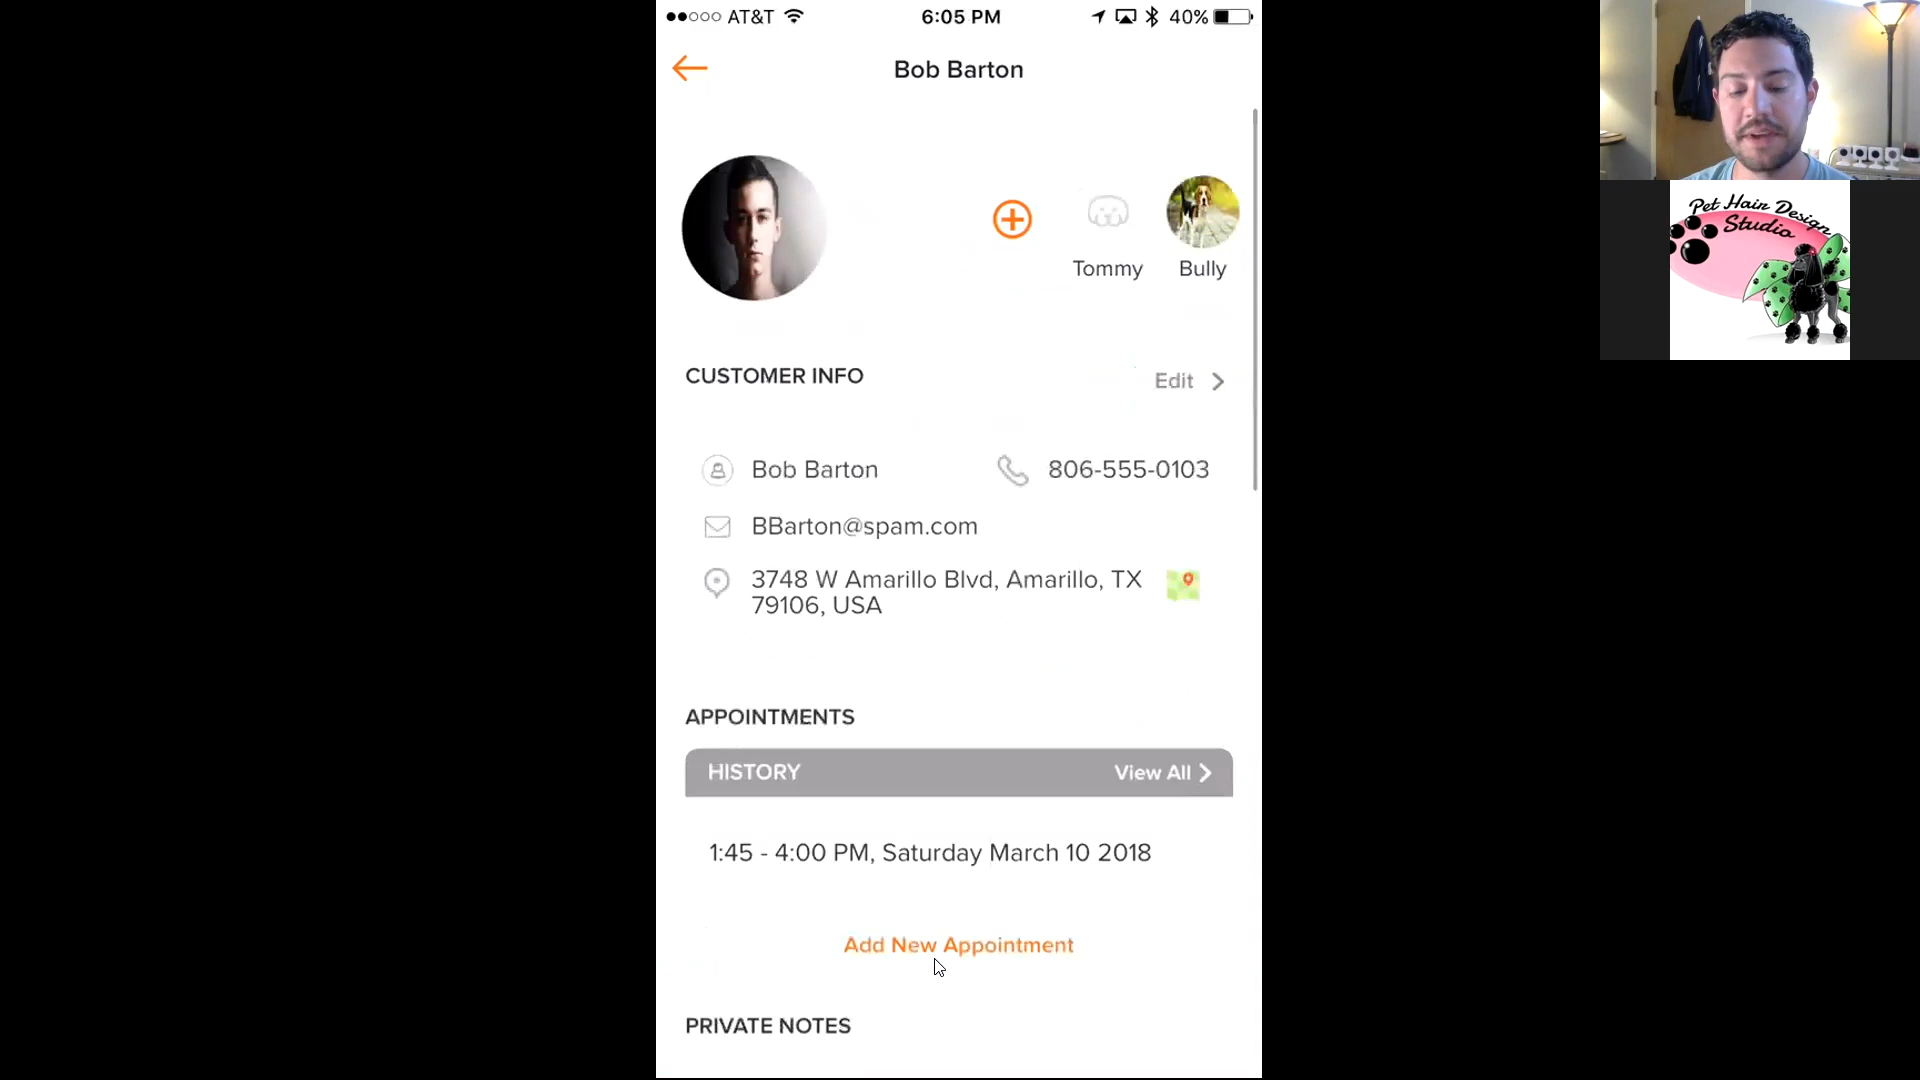 AT&T 6:05 PM 40%
Bob Barton
Tommy Bully
CUSTOMER INFO Edit
Bob Barton 806-555-0103
BBarton@spam.com
3748 W Amarillo Blvd, Amarillo, TX
79106, USA
APPOINTMENTS
HISTORY View All
1:45 - 4:00 PM, Saturday March 10 2018
Add New Appointment
PRIVATE NOTES
Pet Hair Design
Studio